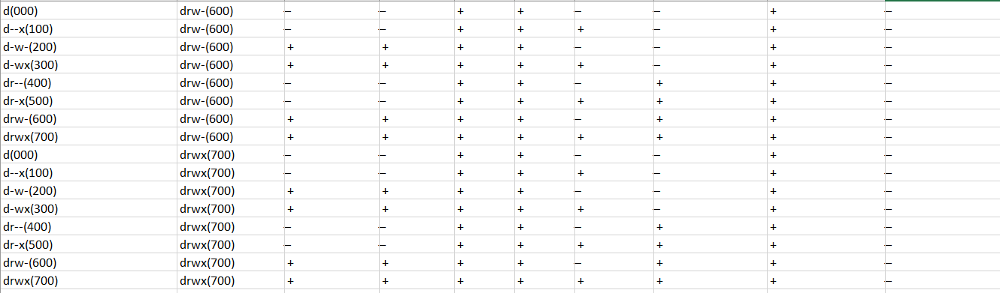 d(000) drw-(600) – – + + – – + –
d--x(100) drw-(600) – – + + + – + –
d-w-(200) drw-(600) + + + + – – + –
d-wx(300) drw-(600) + + + + + – + –
dr--(400) drw-(600) – – + + – + + –
dr-x(500) drw-(600) – – + + + + + –
drw-(600) drw-(600) + + + + – + + –
drwx(700) drw-(600) + + + + + + + –
d(000) drwx(700) – – + + – – + –
d--x(100) drwx(700) – – + + + – + –
d-w-(200) drwx(700) + + + + – – + –
d-wx(300) drwx(700) + + + + + – + –
dr--(400) drwx(700) – – + + – + + –
dr-x(500) drwx(700) – – + + + + + –
drw-(600) drwx(700) + + + + – + + –
drwx(700) drwx(700) + + + + + + + –